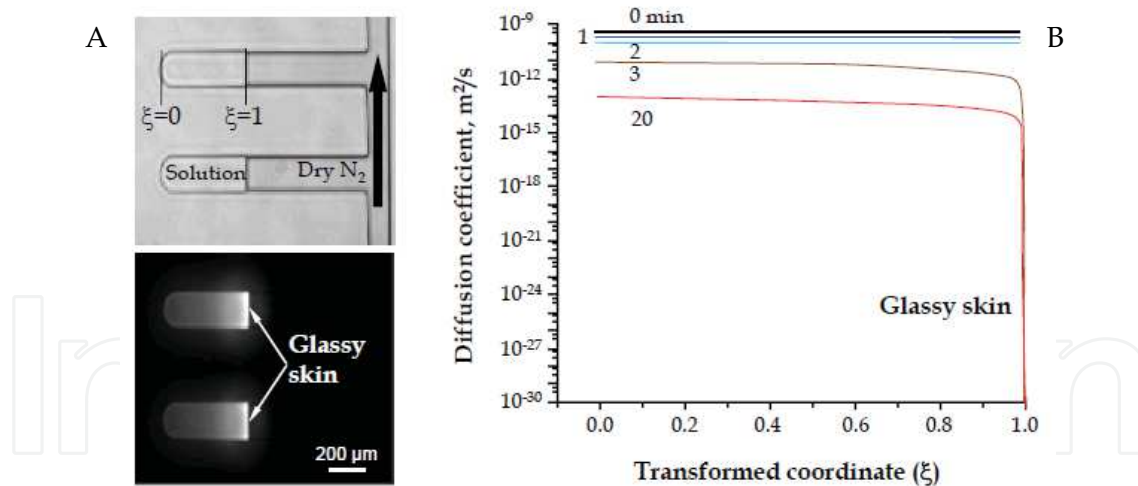 A
ξ=0
ξ=1
Solution
Dry N₂
Glassy
skin
200 µm
B
Diffusion coefficient, m²/s
10⁻⁹
10⁻¹²
10⁻¹⁵
10⁻¹⁸
10⁻²¹
10⁻²⁴
10⁻²⁷
10⁻³⁰
0 min
1
2
3
20
Glassy skin
0.0 0.2 0.4 0.6 0.8 1.0
Transformed coordinate (ξ)